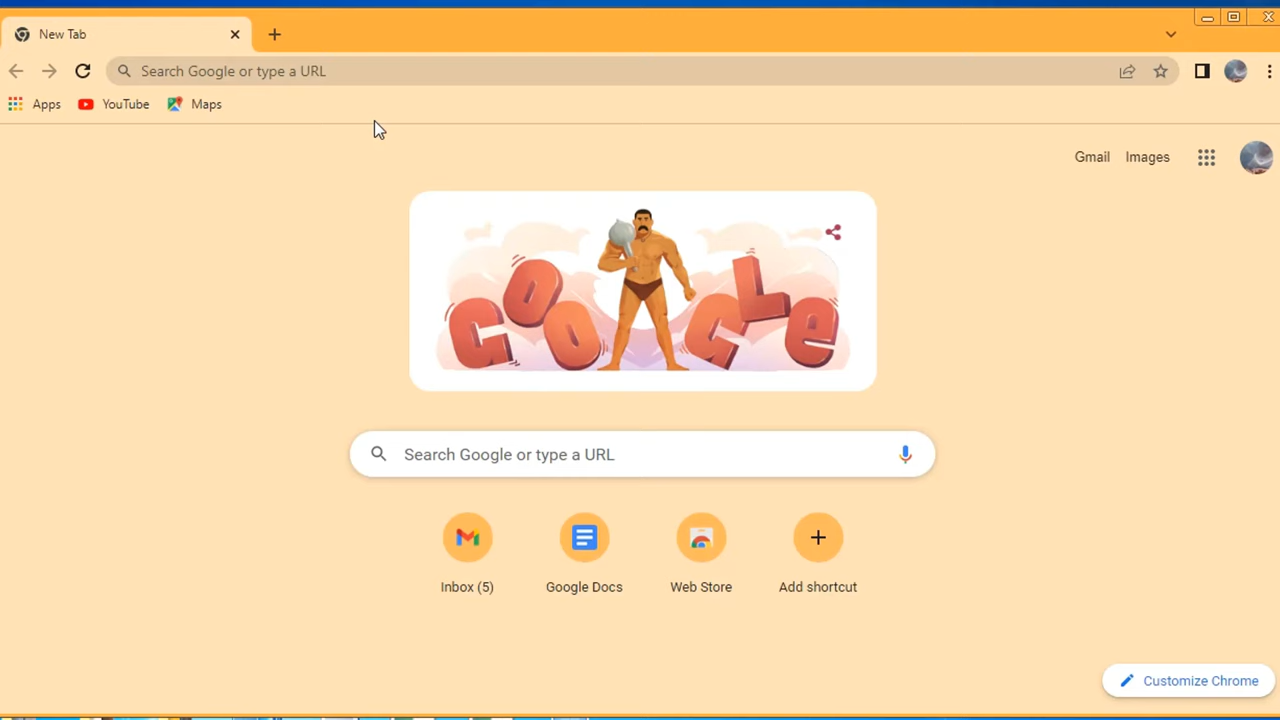 New Tab
Search Google or type a URL
Apps YouTube Maps
Gmail Images
GOOGLe
Search Google or type a URL
Inbox (5) Google Docs Web Store Add shortcut
Customize Chrome